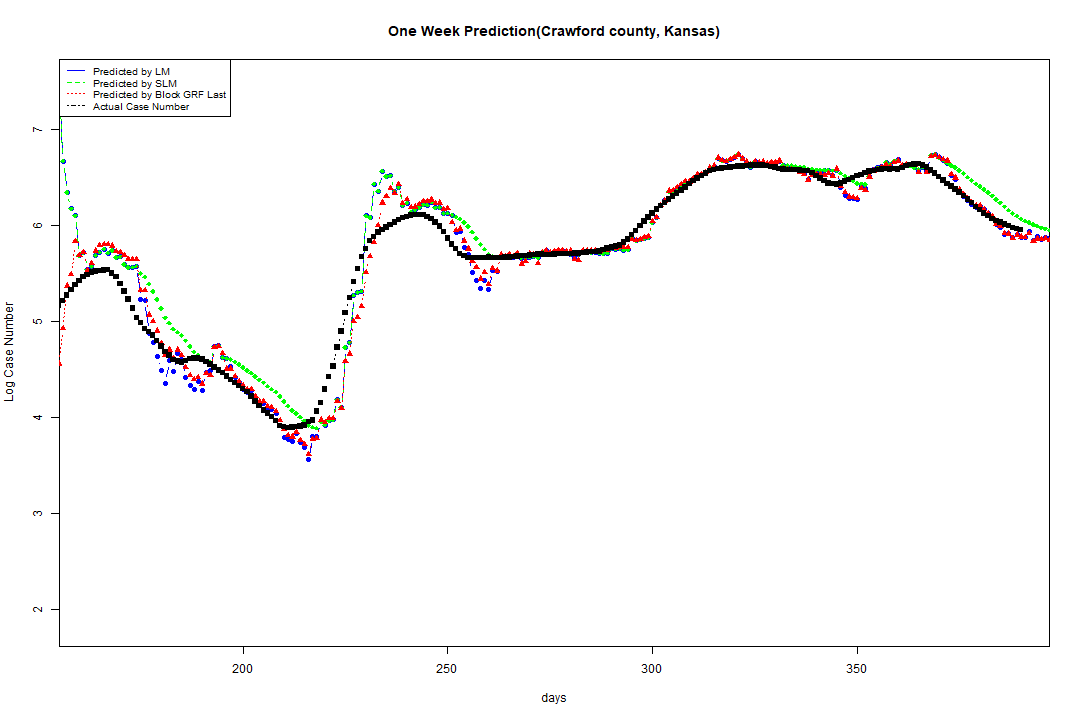 One Week Prediction(Crawford county, Kansas)
Predicted by LM
Predicted by SLM
Predicted by Block GRF Last
Actual Case Number
7
6
5
4
3
2
Log Case Number
200 250 300 350
days